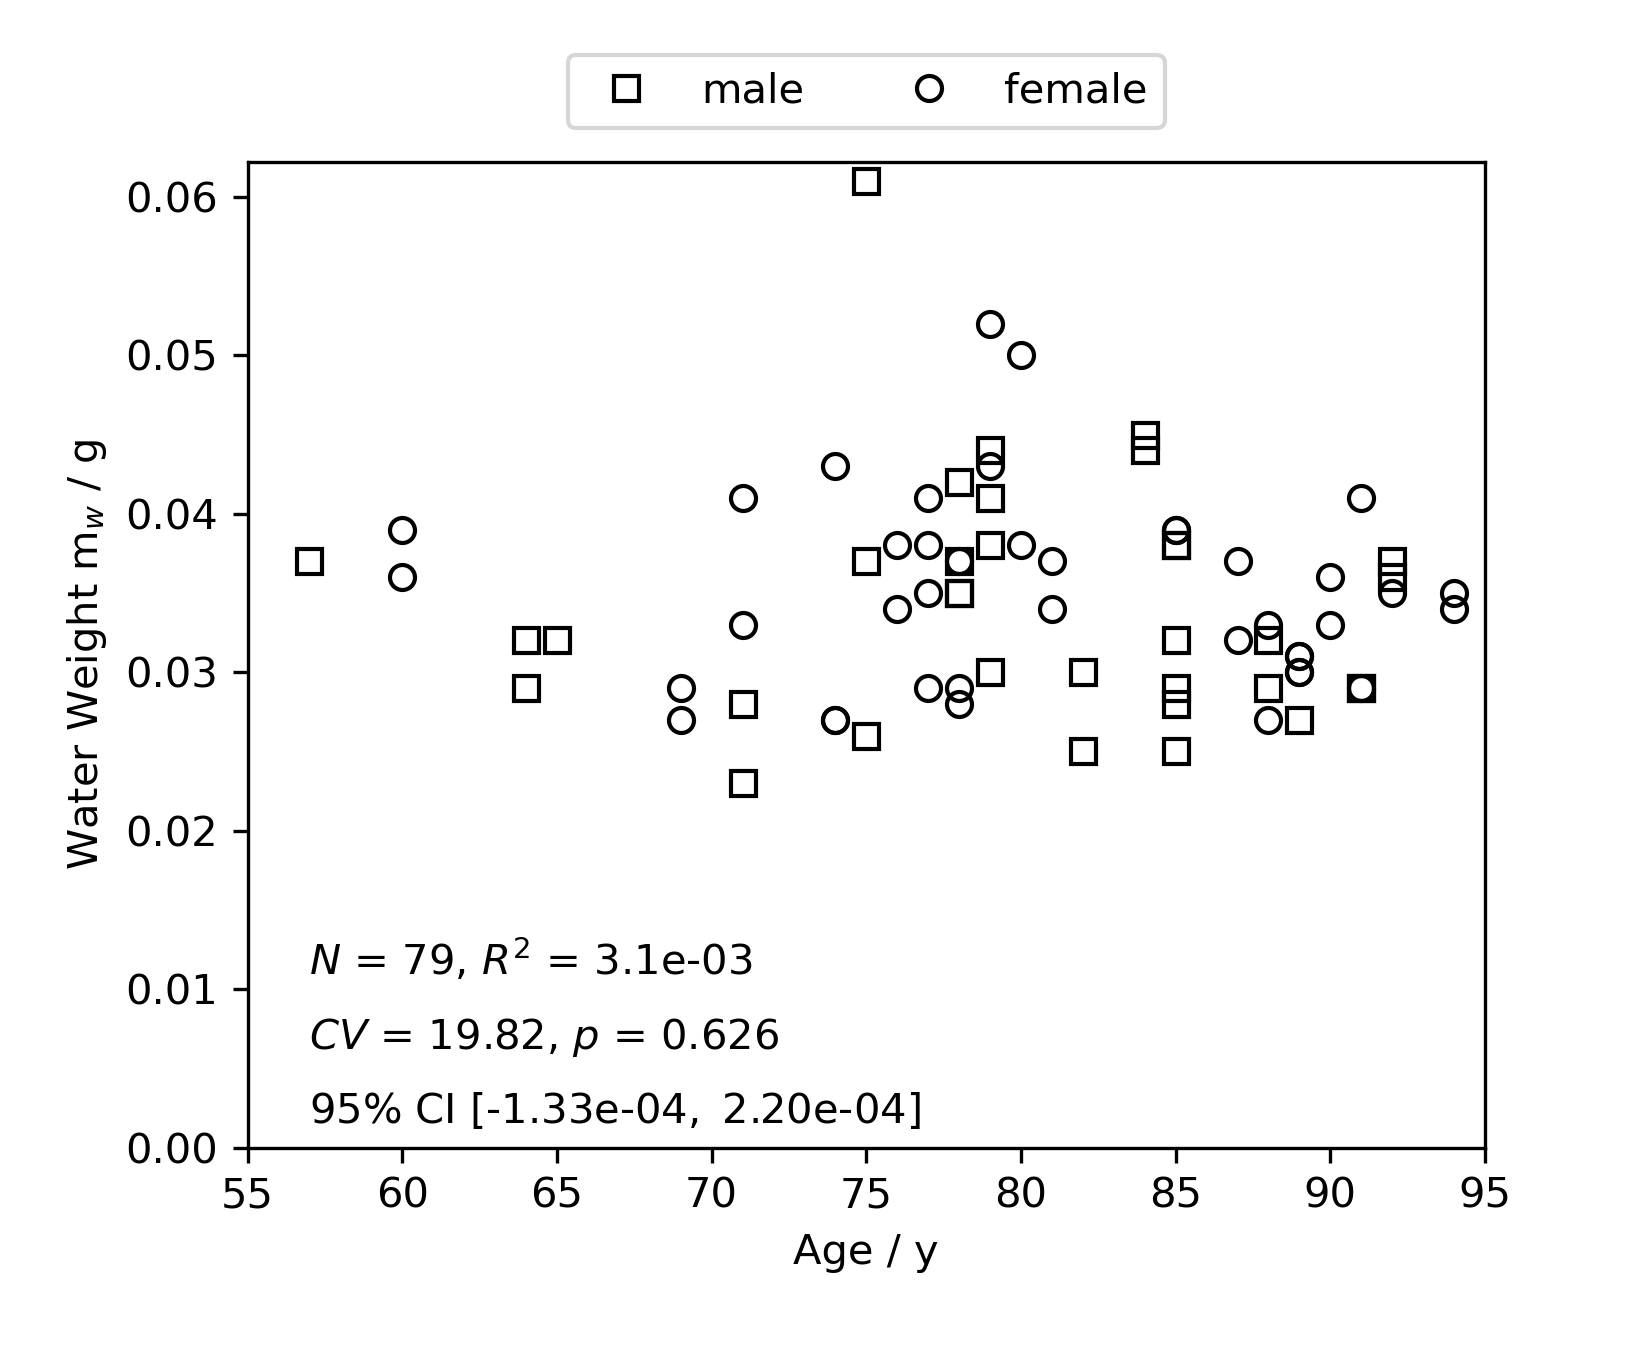 male female
0.06
0.05
0.04
0.03
0.02
0.01
0.00
Water Weight m_w / g
N = 79, R² = 3.1e-03
CV = 19.82, p = 0.626
95% CI [-1.33e-04, 2.20e-04]
55 60 65 70 75 80 85 90 95
Age / y